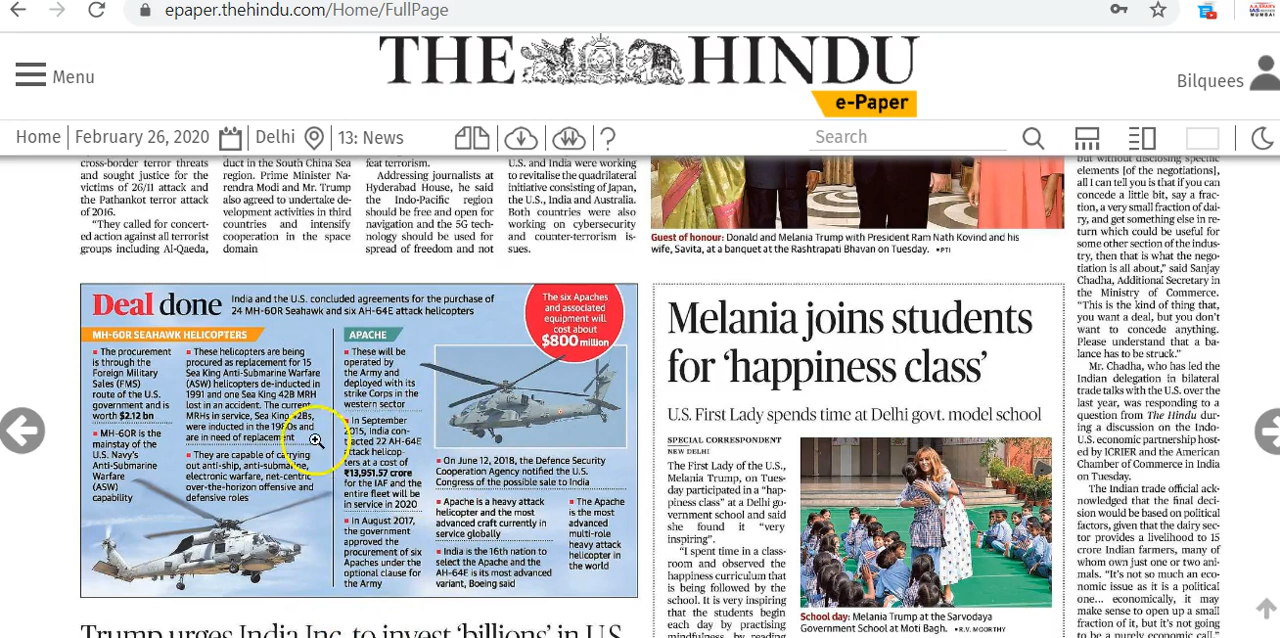 epaper.thehindu.com/Home/FullPage
Menu
THE HINDU
e-Paper
Bilquees
Home
February 26, 2020
Delhi
13: News
Search
cross-border terror threats
and sought justice for the
victims of 26/11 attack and
the Pathankot terror attack
of 2016.
“They called for concert-
ed action against all terrorist
groups including Al-Qaeda,
duct in the South China Sea
region. Prime Minister Na-
rendra Modi and Mr. Trump
also agreed to undertake de-
velopment activities in third
countries and intensify
cooperation in the space
domain
feat terrorism.
Addressing journalists at
Hyderabad House, he said
the Indo-Pacific region
should be free and open for
navigation and the 5G tech-
nology should be used for
spread of freedom and not
U.S. and India were working
to revitalise the quadrilateral
initiative consisting of Japan,
the U.S., India and Australia.
Both countries were also
working on cybersecurity
and counter-terrorism is-
sues.
Guest of honour: Donald and Melania Trump with President Ram Nath Kovind and his
wife, Savita, at a banquet at the Rashtrapati Bhavan on Tuesday. ▪PTI
Deal done
India and the U.S. concluded agreements for the purchase of
24 MH-60R Seahawk and six AH-64E attack helicopters
The six Apaches
and associated
equipment will
cost about
$800 million
MH-60R SEAHAWK HELICOPTERS
▪ The procurement
is through the
Foreign Military
Sales (FMS)
route of the U.S.
government and is
worth $2.12 bn
▪ MH-60R is the
mainstay of the
U.S. Navy's
Anti-Submarine
Warfare
(ASW)
capability
▪ These helicopters are being
procured as replacement for 15
Sea King Anti-Submarine Warfare
(ASW) helicopters de-inducted in
1991 and one Sea King 42B MRH
lost in an accident. The current
MRHs in service, Sea King 42Bs,
were inducted in the 1980s and
are in need of replacement
▪ They are capable of carrying
out anti-ship, anti-submarine,
electronic warfare, net-centric
over-the-horizon offensive and
defensive roles
APACHE
▪ These will be
operated by
the Army and
deployed with its
strike Corps in the
western sector
▪ In September
2015, India con-
tracted 22 AH-64E
attack helicop-
ters at a cost of
₹13,951.57 crore
for the IAF and the
entire fleet will be
in service in 2020
▪ In August 2017,
the government
approved the
procurement of six
Apaches under the
optional clause for
the Army
▪ On June 12, 2018, the Defence Security
Cooperation Agency notified the U.S.
Congress of the possible sale to India
▪ Apache is a heavy attack
helicopter and the most
advanced craft currently in
service globally
▪ India is the 16th nation to
select the Apache and the
AH-64E is its most advanced
variant, Boeing said
▪ The Apache
is the most
advanced
multi-role
heavy attack
helicopter in
the world
Trump urges India Inc. to invest ‘billions’ in U.S.
Melania joins students
for ‘happiness class’
U.S. First Lady spends time at Delhi govt. model school
SPECIAL CORRESPONDENT
NEW DELHI
The First Lady of the U.S.,
Melania Trump, on Tues-
day participated in a “hap-
piness class” at a Delhi go-
vernment school and said
she found it “very
inspiring”.
“I spent time in a class-
room and observed the
happiness curriculum that
is being followed by the
school. It is very inspiring
that the students begin
each day by practising
mindfulness, by reading
School day: Melania Trump at the Sarvodaya
Government School at Moti Bagh. ▪R.V. MOORTHY
but without disclosing specific
elements [of the negotiations],
all I can tell you is that if you can
concede a little bit, say a frac-
tion, a very small fraction of dai-
ry, and get something else in re-
turn which could be useful for
some other section of the indus-
try, then that is what the nego-
tiation is all about,” said Sanjay
Chadha, Additional Secretary in
the Ministry of Commerce.
“This is the kind of thing that,
you want a deal, but you don't
want to concede anything.
Please understand that a ba-
lance has to be struck.”
Mr. Chadha, who has led the
Indian delegation in bilateral
trade talks with the U.S. over the
last year, was responding to a
question from The Hindu dur-
ing a discussion on the Indo-
U.S. economic partnership host-
ed by ICRIER and the American
Chamber of Commerce in India
on Tuesday.
The Indian trade official ack-
nowledged that the final deci-
sion would be based on political
factors, given that the dairy sec-
tor provides a livelihood to 15
crore Indian farmers, many of
whom own just one or two ani-
mals. “It's not so much an eco-
nomic issue as it is a political
one... economically, it may
make sense to open up a small
fraction of it, but it's not going
to be a purely economic call,